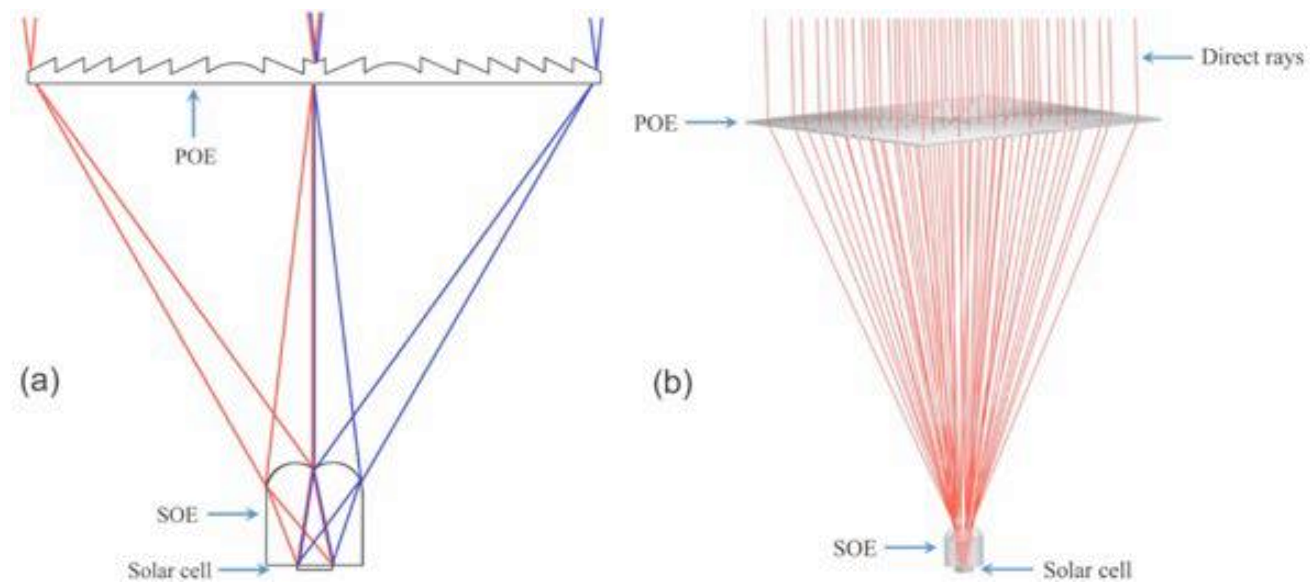 POE
(a)
SOE
Solar cell
Direct rays
POE
(b)
SOE
Solar cell